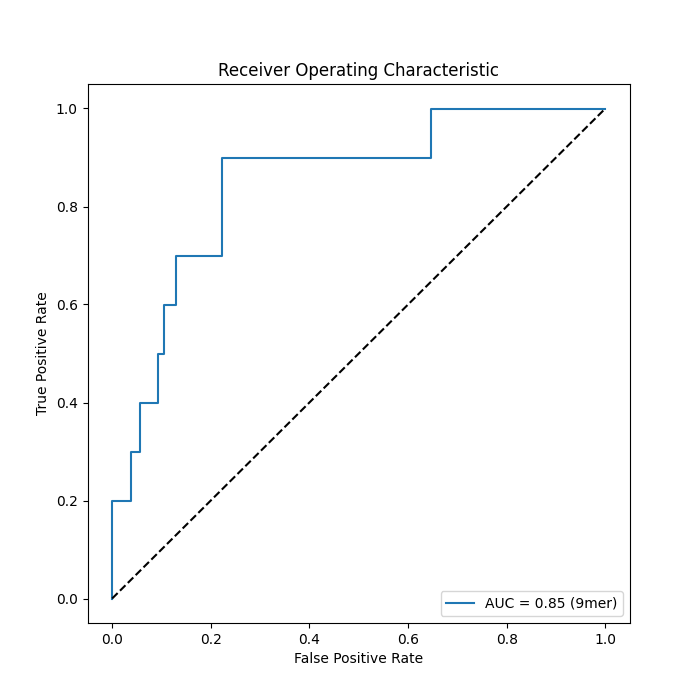 Receiver Operating Characteristic
1.0
0.8
0.6
0.4
0.2
0.0
True Positive Rate
AUC = 0.85 (9mer)
0.0 0.2 0.4 0.6 0.8 1.0
False Positive Rate